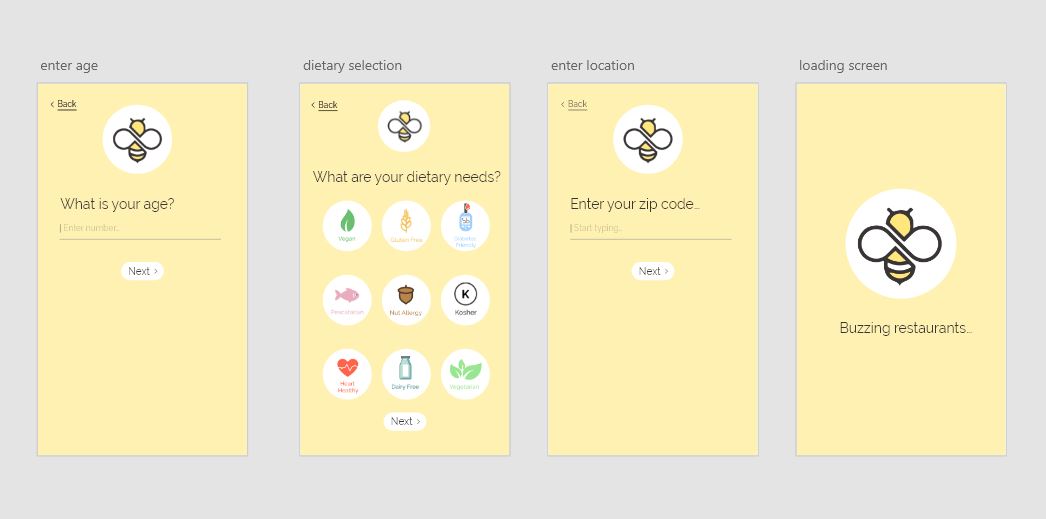 enter age
< Back
What is your age?
Enter number...
Next >
dietary selection
< Back
What are your dietary needs?
Vegan
Gluten Free
Diabetes
Friendly
Pescatarian
Nut Allergy
K
Kosher
Heart
Healthy
Dairy Free
Vegetarian
Next >
enter location
< Back
Enter your zip code...
Start typing...
Next >
loading screen
Buzzing restaurants...